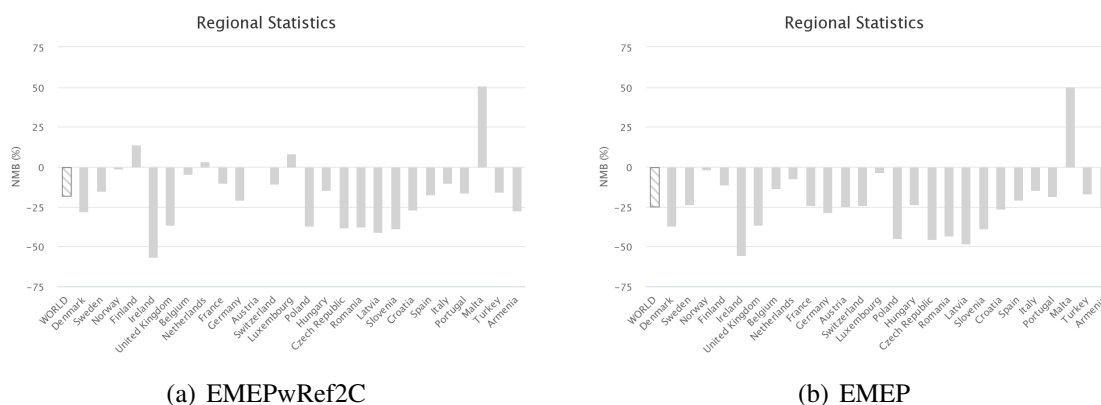 Regional Statistics
NMB (%)
75
50
25
0
−25
−50
−75
WORLD
Denmark
Sweden
Norway
Finland
Ireland
United Kingdom
Belgium
Netherlands
France
Germany
Austria
Switzerland
Luxembourg
Poland
Hungary
Czech Republic
Romania
Latvia
Slovenia
Croatia
Spain
Italy
Portugal
Malta
Turkey
Armenia
(a) EMEPwRef2C
Regional Statistics
NMB (%)
75
50
25
0
−25
−50
−75
WORLD
Denmark
Sweden
Norway
Finland
Ireland
United Kingdom
Belgium
Netherlands
France
Germany
Austria
Switzerland
Luxembourg
Poland
Hungary
Czech Republic
Romania
Latvia
Slovenia
Croatia
Spain
Italy
Portugal
Malta
Turkey
Armeni
(b) EMEP